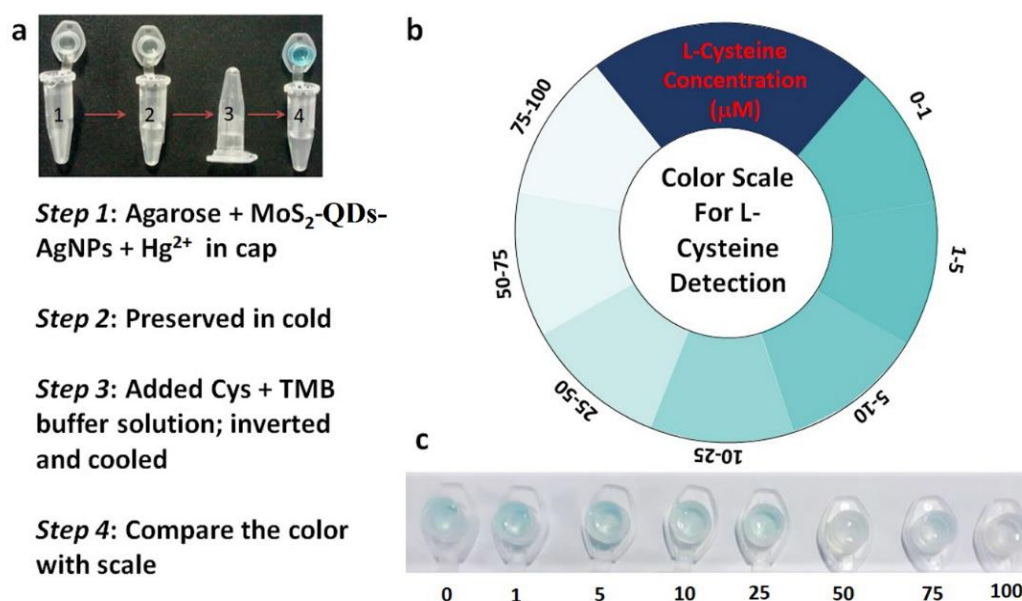 a
1
2
3
4
Step 1: Agarose + MoS₂-QDs-
AgNPs + Hg²⁺ in cap
Step 2: Preserved in cold
Step 3: Added Cys + TMB
buffer solution; inverted
and cooled
Step 4: Compare the color
with scale
b
L-Cysteine
Concentration
(µM)
0-1
1-5
5-10
10-25
25-50
50-75
75-100
Color Scale
For L-
Cysteine
Detection
c
0 1 5 10 25 50 75 100